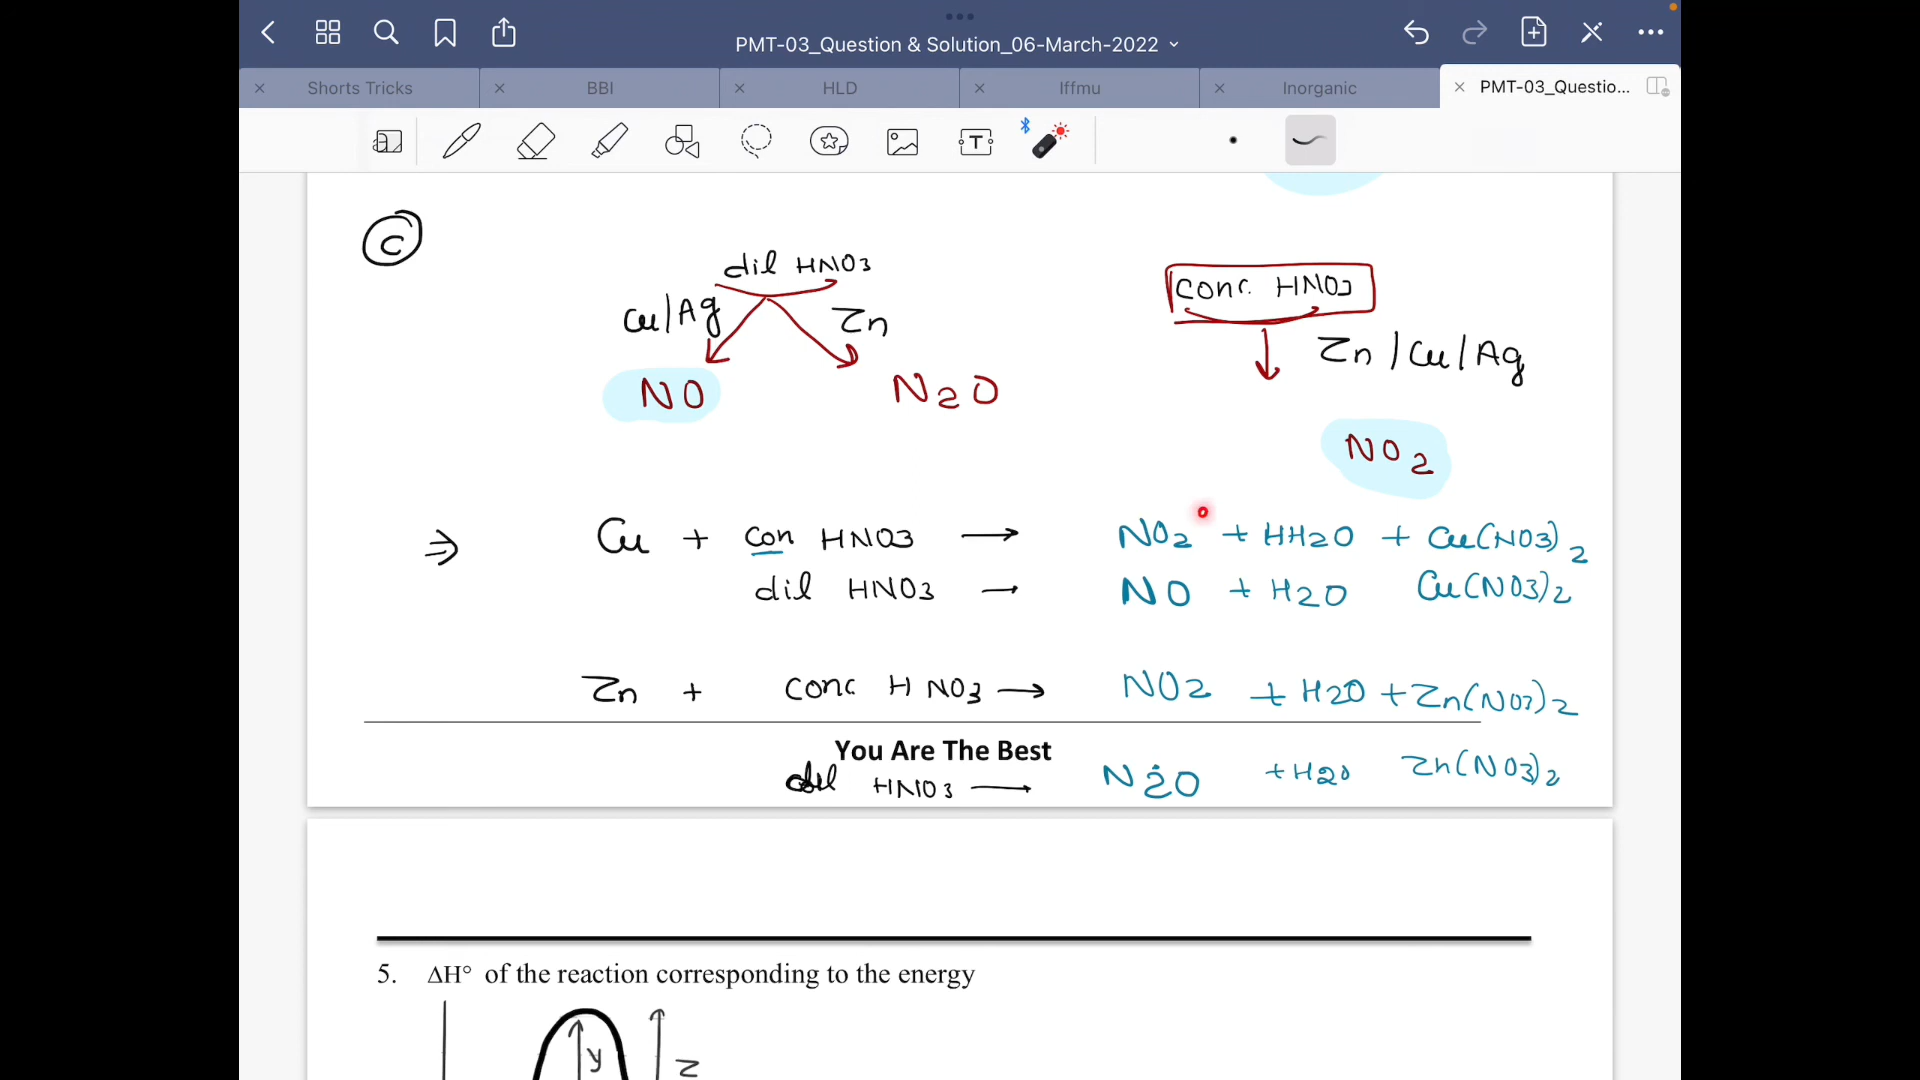 PMT-03_Question & Solution_06-March-2022
Shorts Tricks BBI HLD Iffmu Inorganic PMT-03_Questio...
T
C
dil HNO3
Cu/Ag Zn
NO N2O
Conc. HNO3
Zn/Cu/Ag
NO2
⇒ Cu + con HNO3 → NO2 + HH2O + Cu(NO3)2
dil HNO3 → NO + H2O Cu(NO3)2
Zn + Conc HNO3 → NO2 + H2O + Zn(NO3)2
You Are The Best
dil HNO3 → N2O + H2O Zn(NO3)2
5. ΔH° of the reaction corresponding to the energy
y z